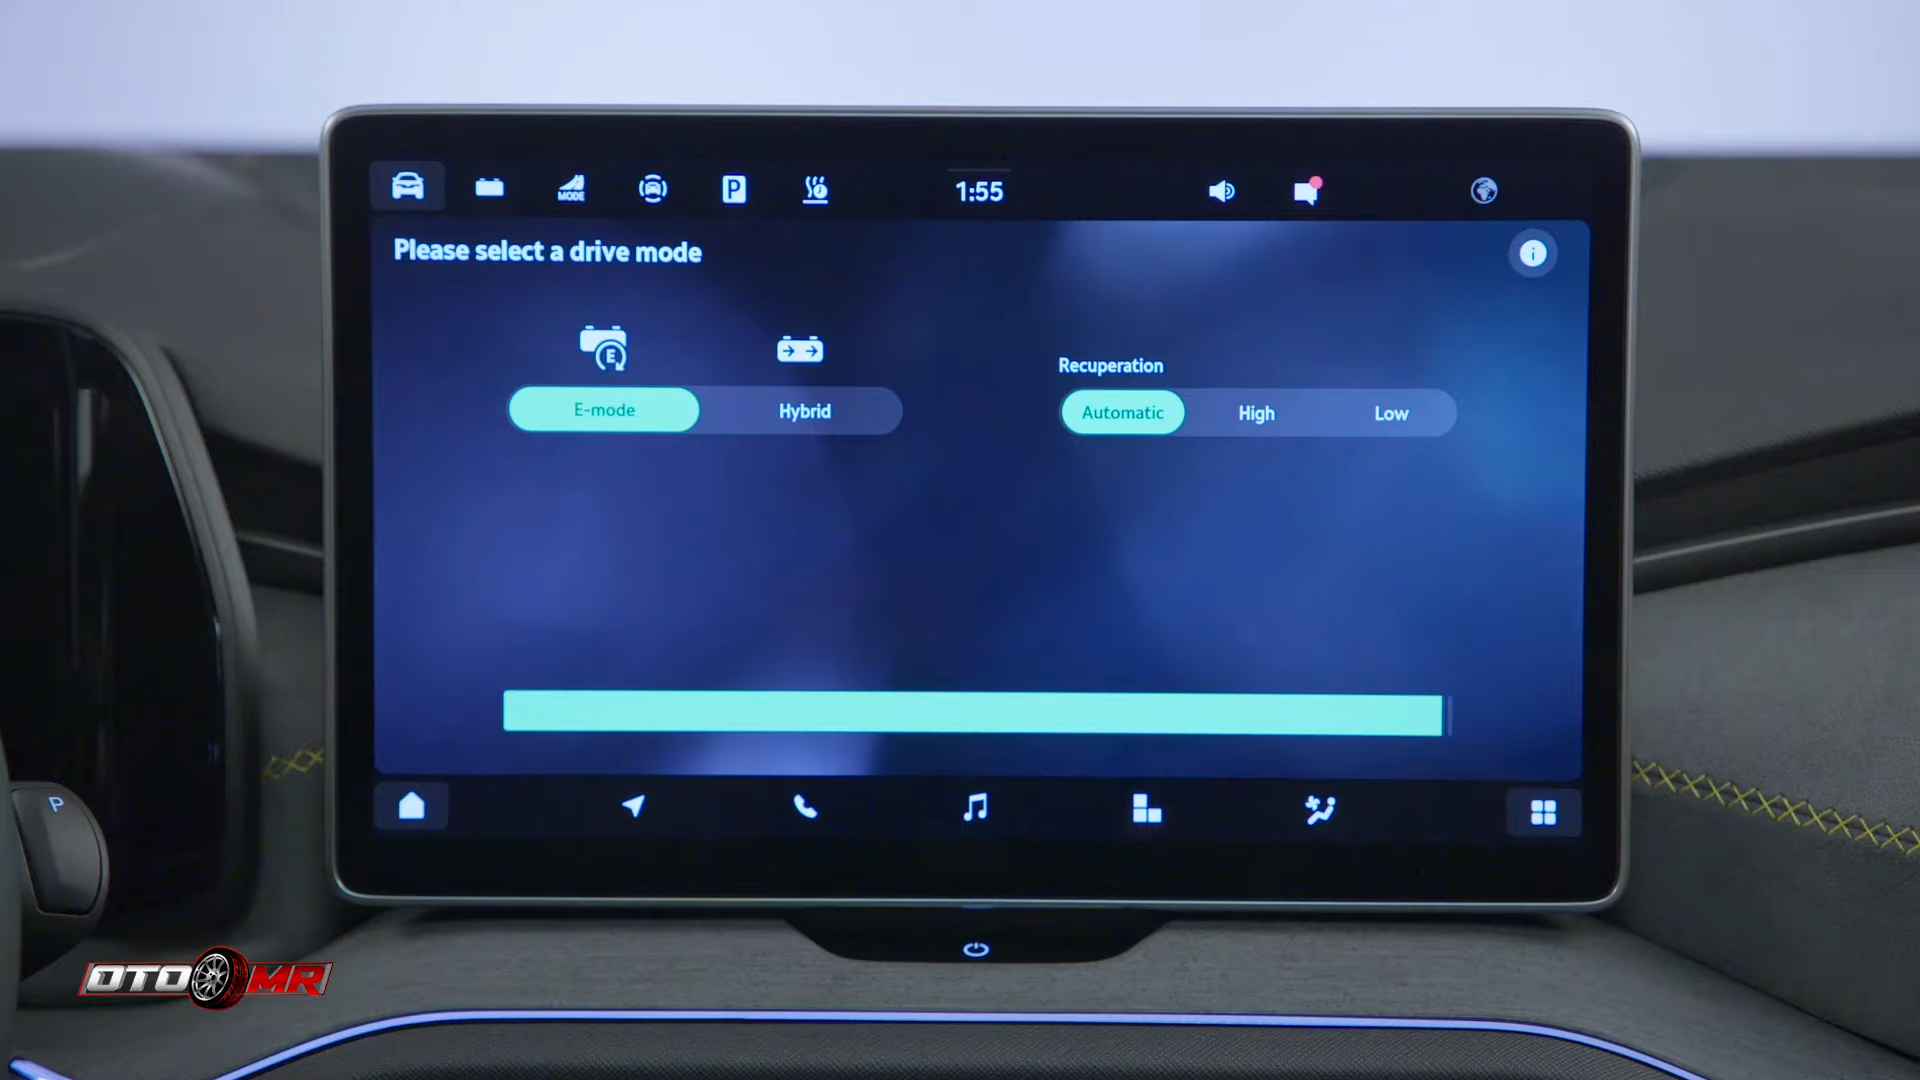 MODE
P
1:55
Please select a drive mode
i
E
E-mode
Hybrid
Recuperation
Automatic
High
Low
P
OTO MR